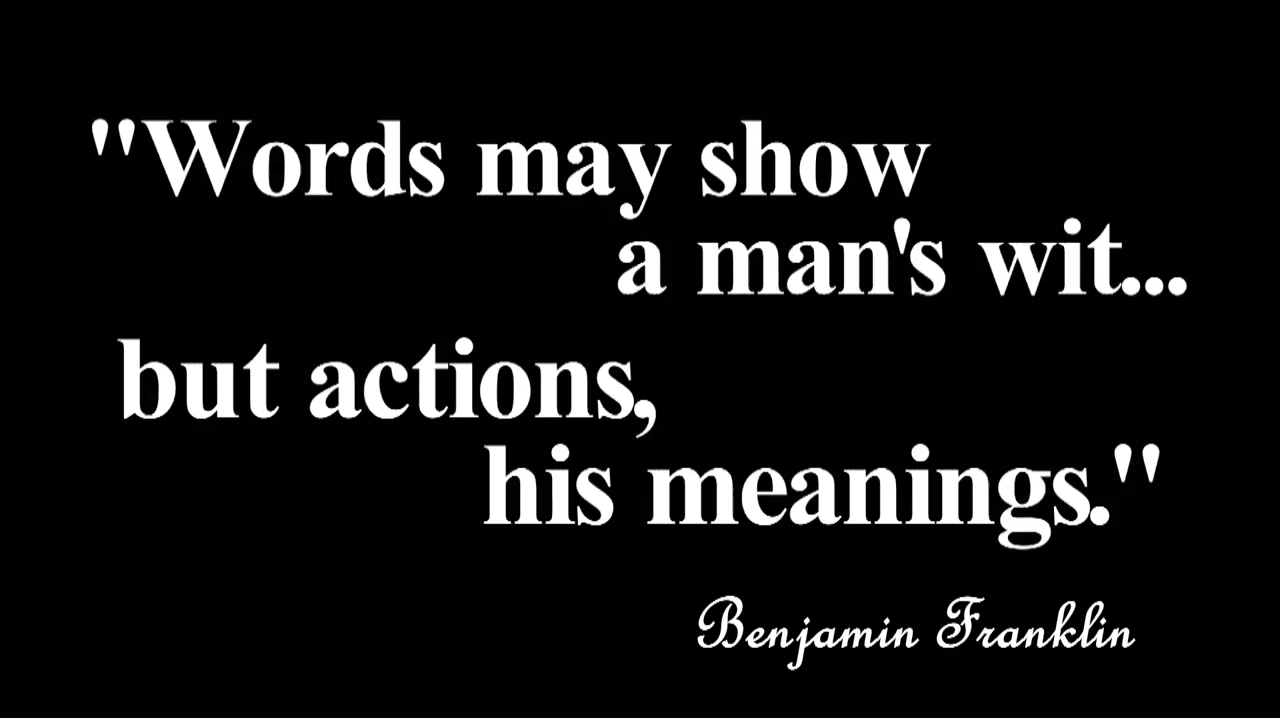 "Words may show
a man's wit...
but actions,
his meanings."
Benjamin Franklin